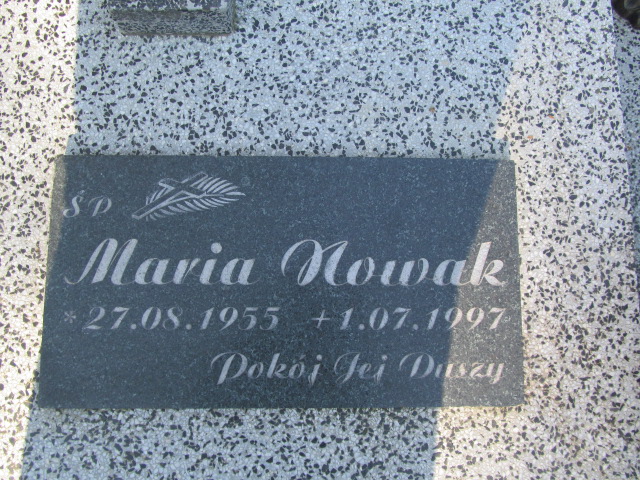 ŚP
Maria Nowak
*27.08.1955 +1.07.1997
Pokój Jej Duszy